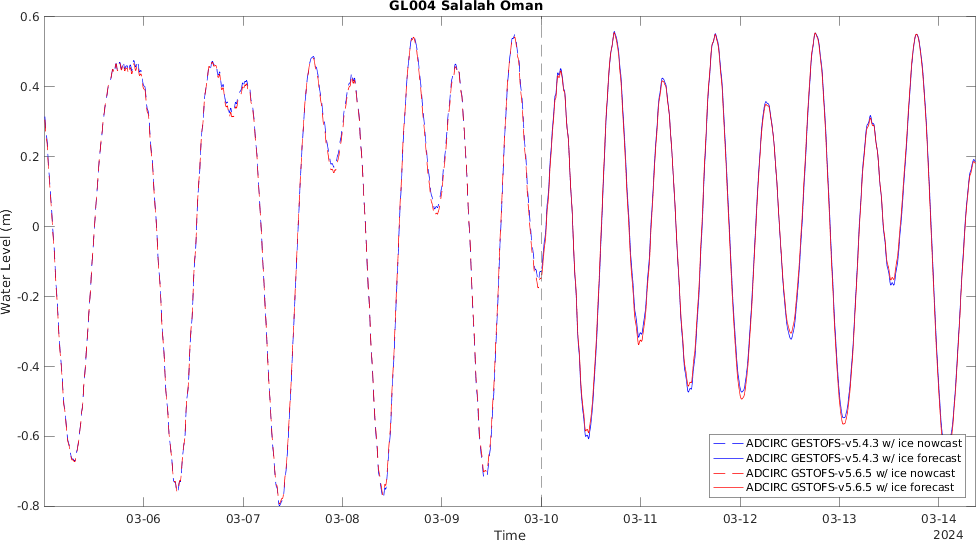 GL004 Salalah Oman
0.6
0.4
0.2
0
-0.2
-0.4
-0.6
-0.8
Water Level (m)
ADCIRC GESTOFS-v5.4.3 w/ ice nowcast
ADCIRC GESTOFS-v5.4.3 w/ ice forecast
ADCIRC GSTOFS-v5.6.5 w/ ice nowcast
ADCIRC GSTOFS-v5.6.5 w/ ice forecast
03-06 03-07 03-08 03-09 03-10 03-11 03-12 03-13 03-14
Time 2024